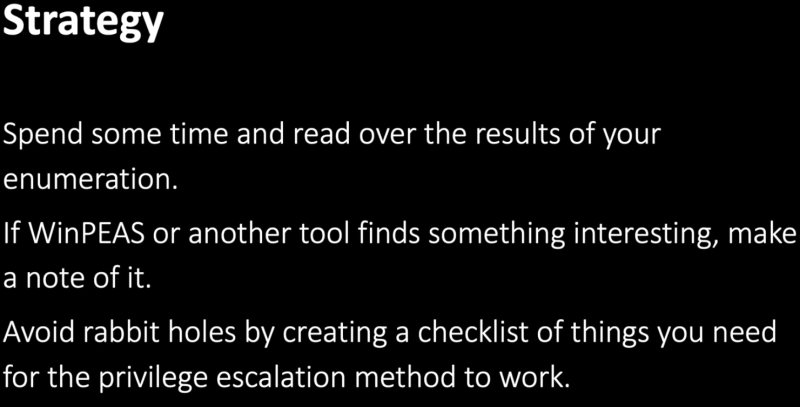 Strategy
Spend some time and read over the results of your
enumeration.
If WinPEAS or another tool finds something interesting, make
a note of it.
Avoid rabbit holes by creating a checklist of things you need
for the privilege escalation method to work.